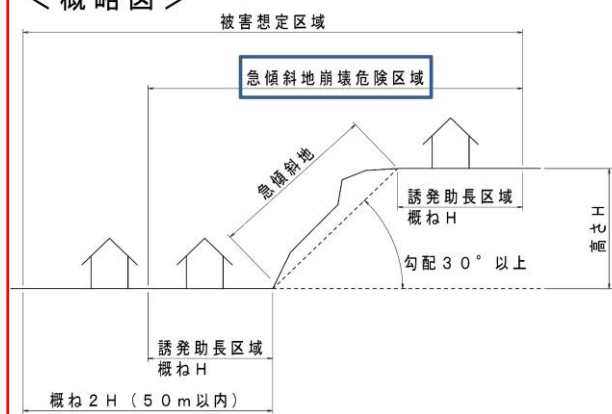 ＜概略図＞
被害想定区域
急傾斜地崩壊危険区域
急傾斜地
誘発助長区域
概ねH
高さH
勾配30°以上
誘発助長区域
概ねH
概ね2H（50m以内）